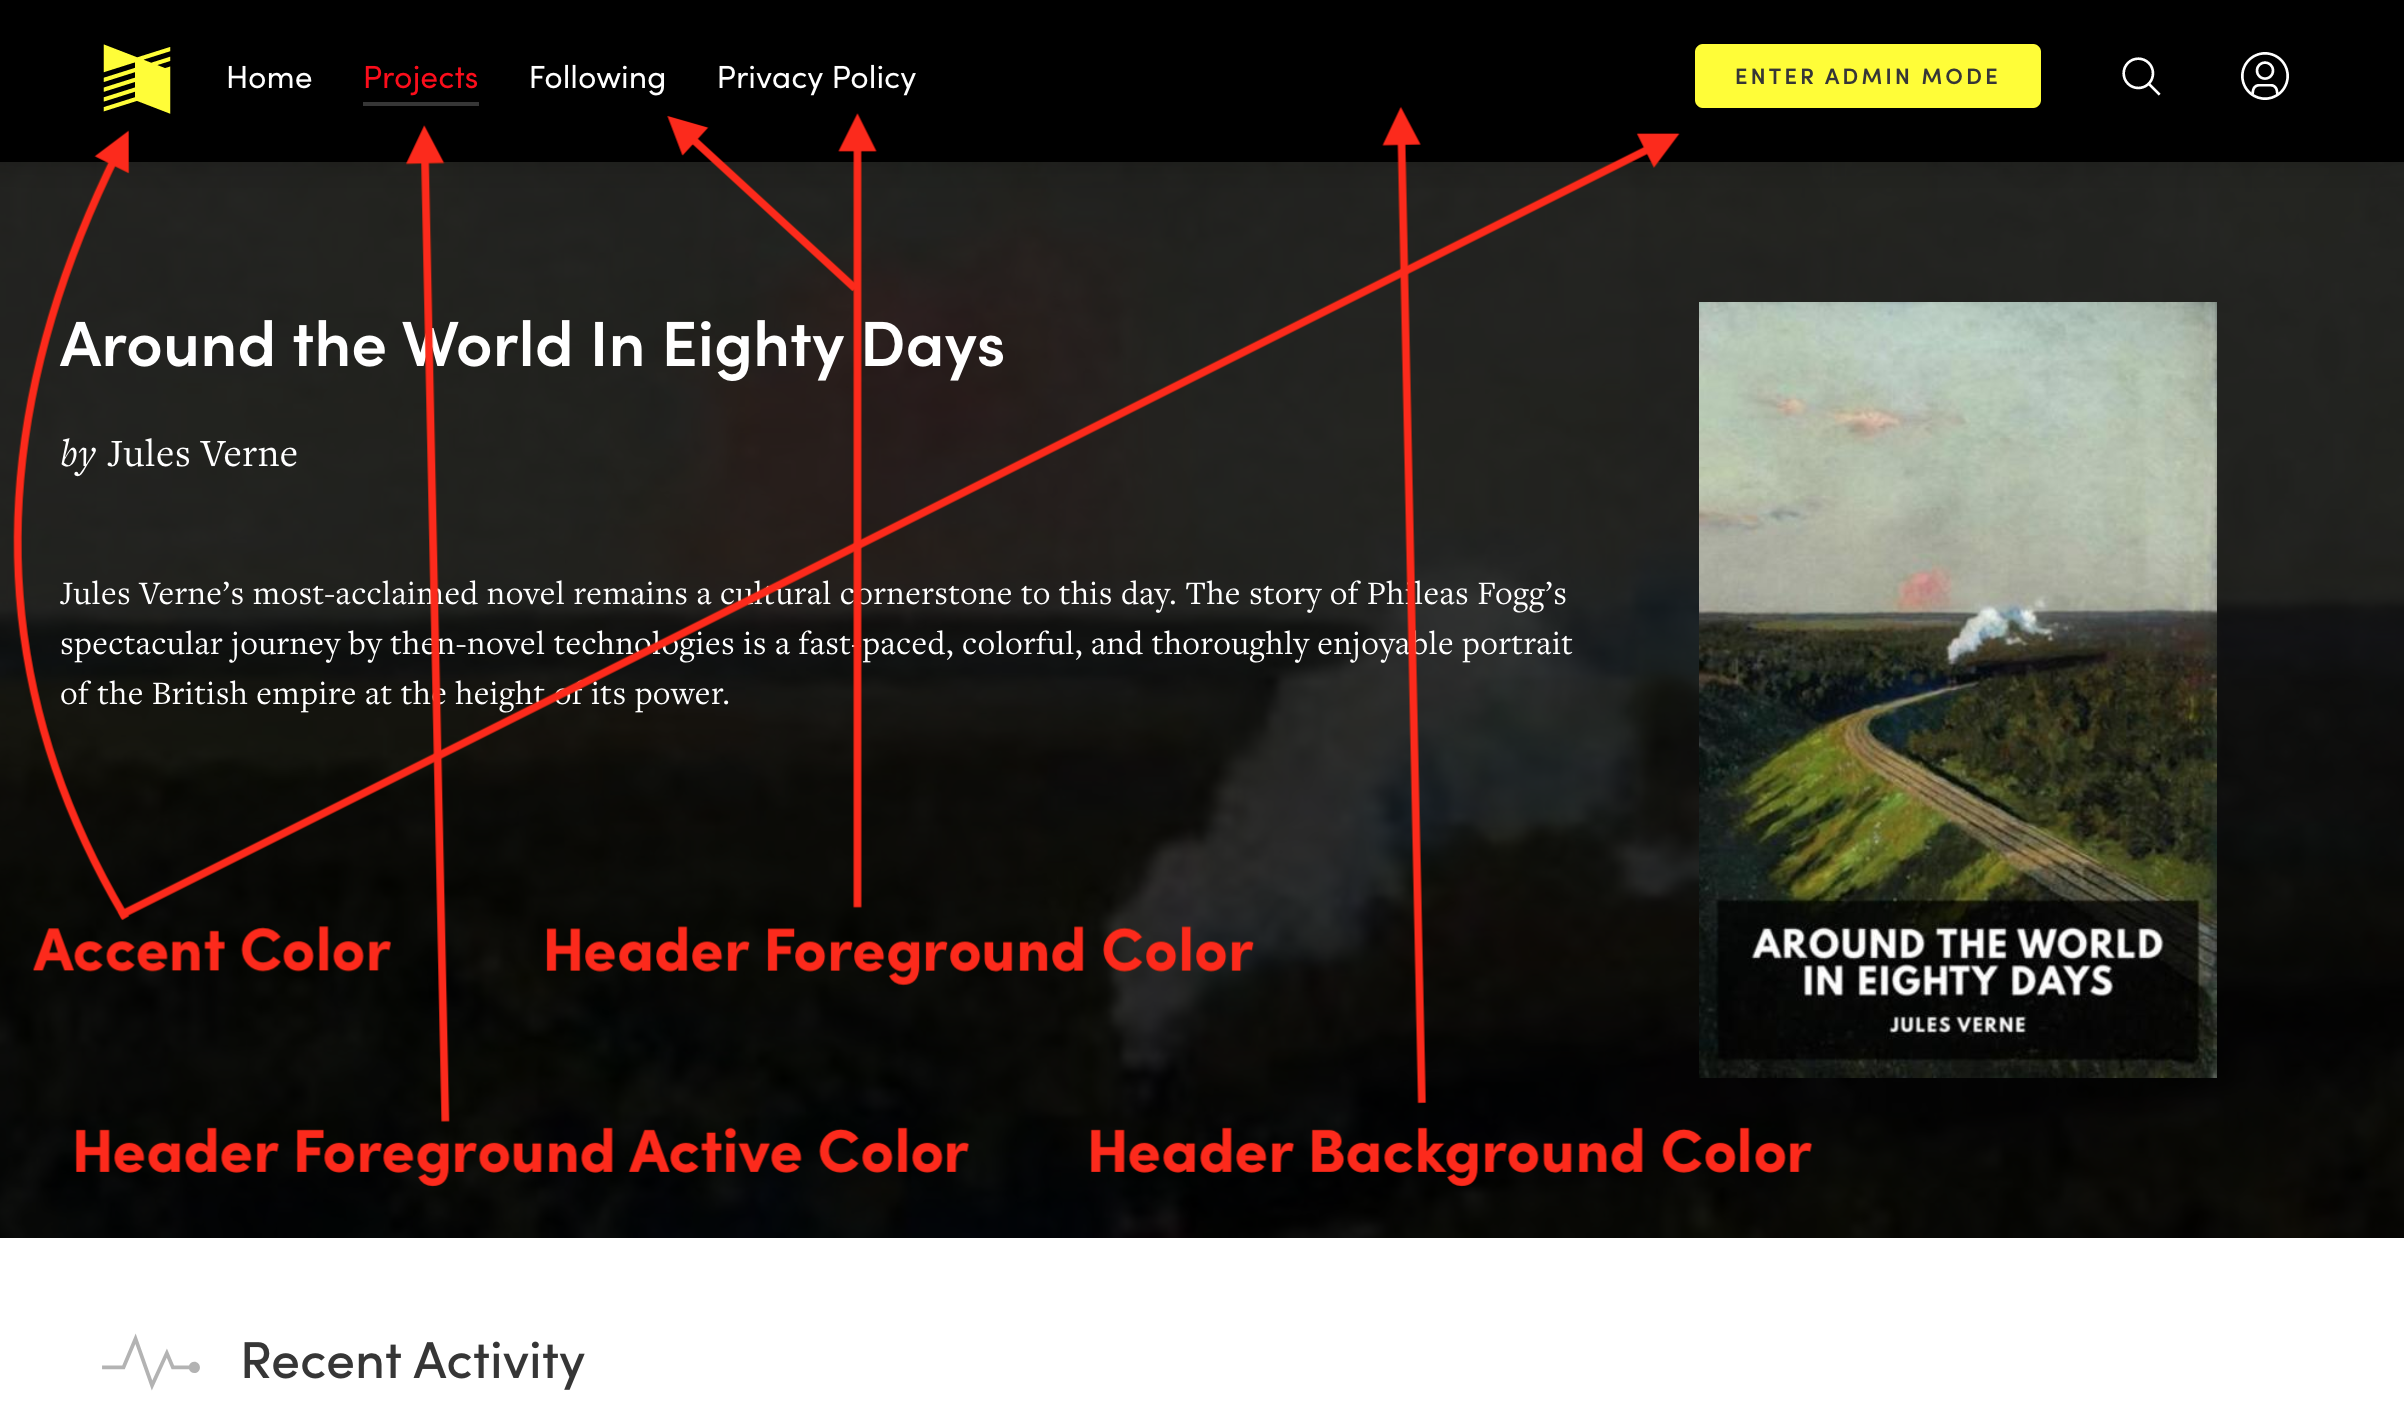 Home Projects Following Privacy Policy ENTER ADMIN MODE
Around the World In Eighty Days
by Jules Verne
Jules Verne’s most-acclaimed novel remains a cultural cornerstone to this day. The story of Phileas Fogg’s
spectacular journey by then-novel technologies is a fast-paced, colorful, and thoroughly enjoyable portrait
of the British empire at the height of its power.
AROUND THE WORLD
IN EIGHTY DAYS
JULES VERNE
Accent Color
Header Foreground Color
Header Foreground Active Color
Header Background Color
Recent Activity